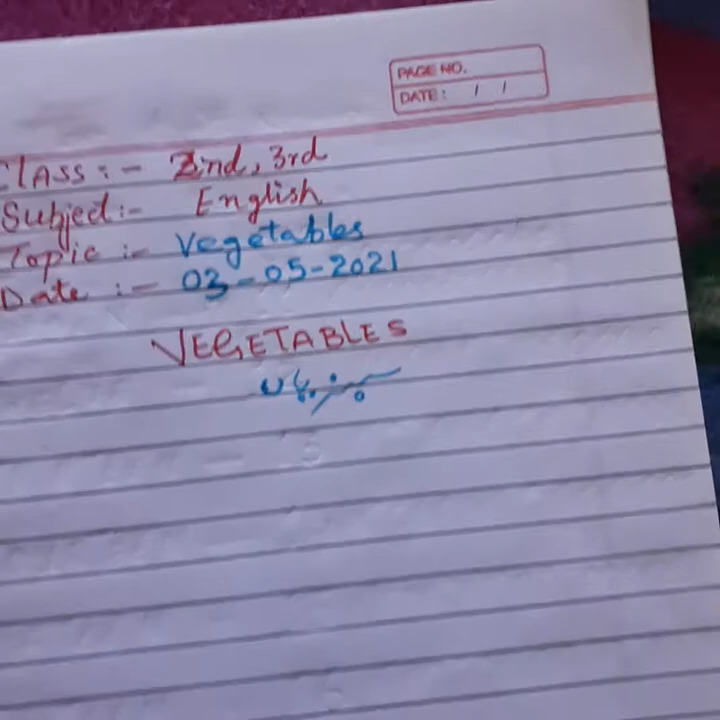 PAGE NO.
DATE: / /
Class:- 2nd, 3rd
Subject:- English
Topic:- Vegetables
Date:- 03-05-2021
VEGETABLES
سبزیاں